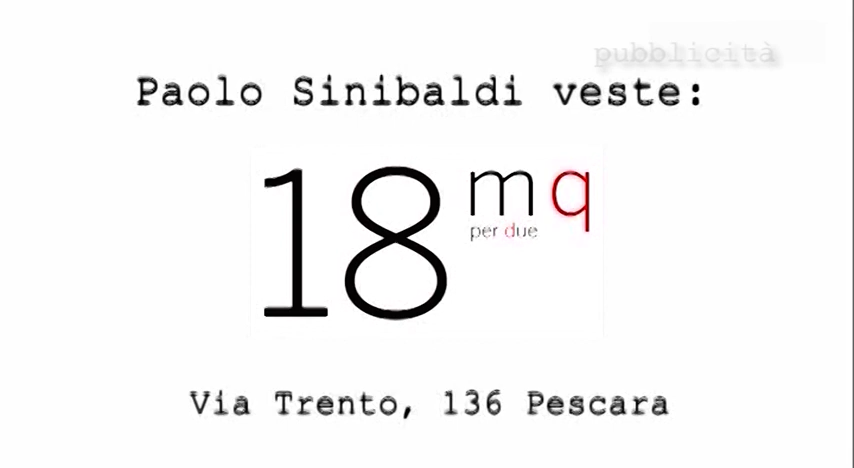 pubblicità
Paolo Sinibaldi veste:
18 mq
per due
Via Trento, 136 Pescara